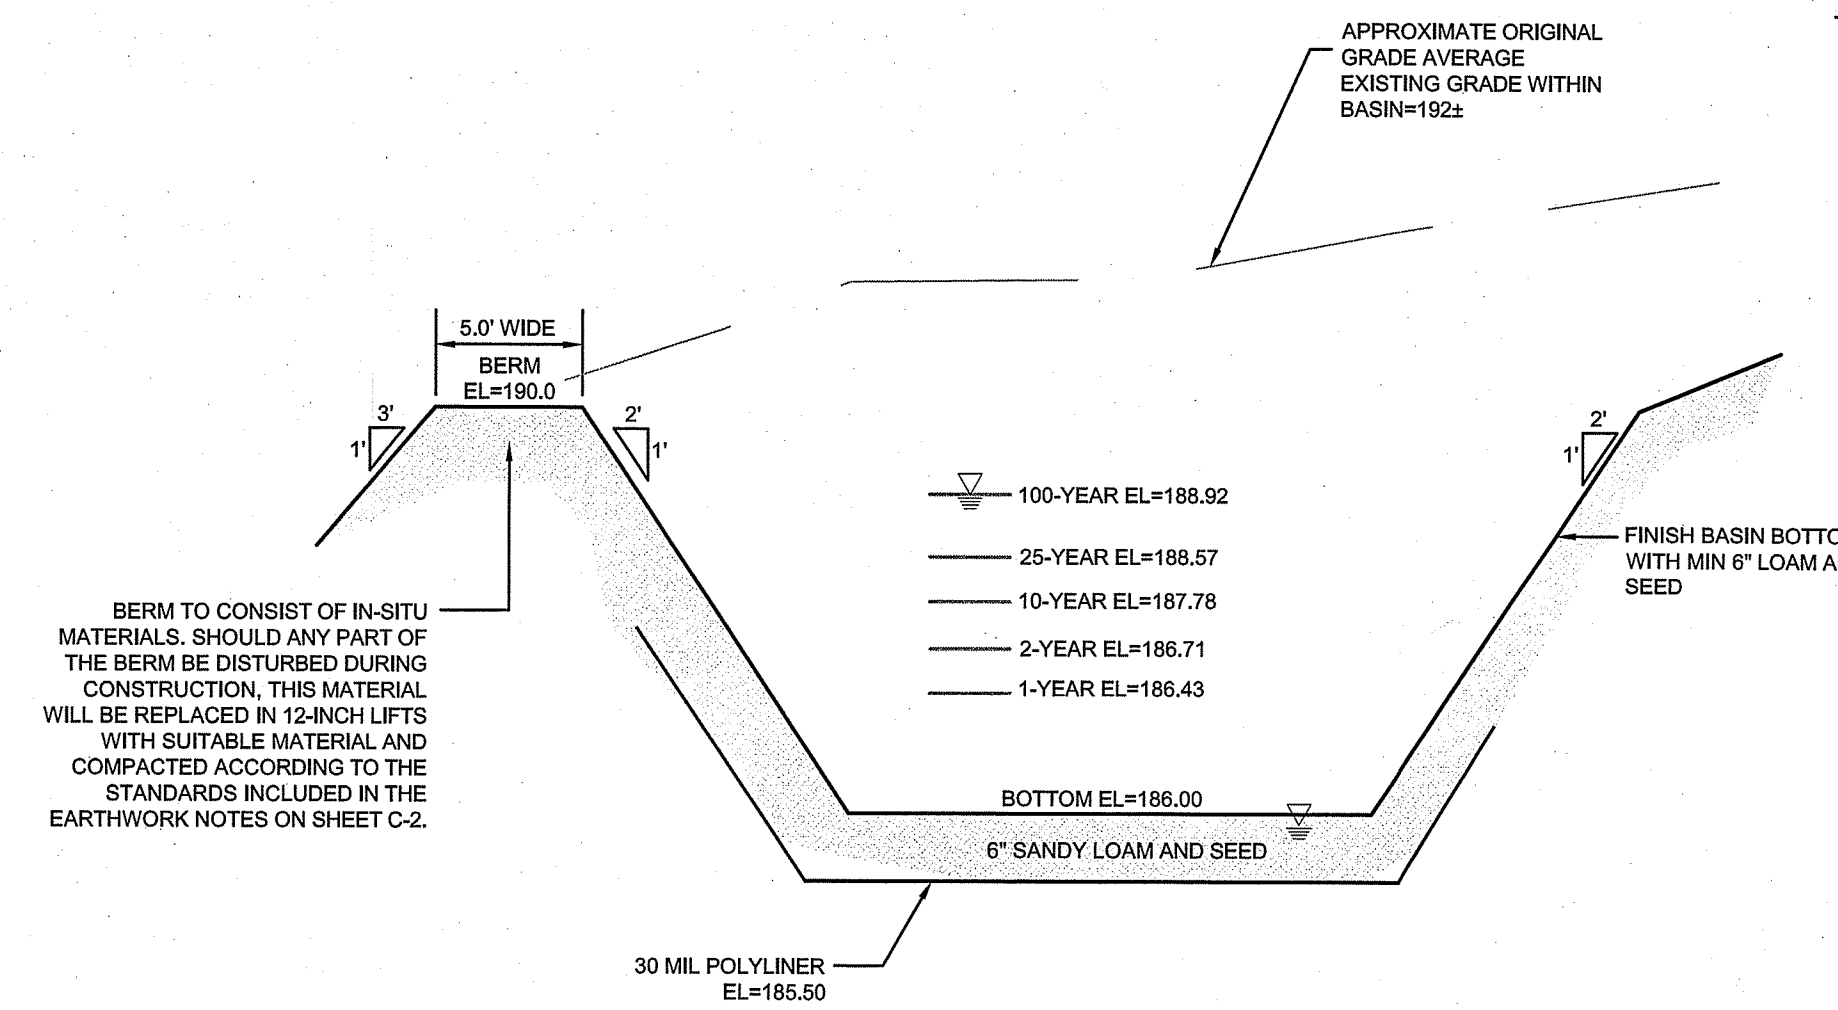 APPROXIMATE ORIGINAL
GRADE AVERAGE
EXISTING GRADE WITHIN
BASIN=192±
5.0' WIDE
BERM
EL=190.0
3'
1'
2'
1'
2'
1'
100-YEAR EL=188.92
25-YEAR EL=188.57
10-YEAR EL=187.78
2-YEAR EL=186.71
1-YEAR EL=186.43
FINISH BASIN BOTTO
WITH MIN 6" LOAM A
SEED
BERM TO CONSIST OF IN-SITU
MATERIALS. SHOULD ANY PART OF
THE BERM BE DISTURBED DURING
CONSTRUCTION, THIS MATERIAL
WILL BE REPLACED IN 12-INCH LIFTS
WITH SUITABLE MATERIAL AND
COMPACTED ACCORDING TO THE
STANDARDS INCLUDED IN THE
EARTHWORK NOTES ON SHEET C-2.
BOTTOM EL=186.00
6" SANDY LOAM AND SEED
30 MIL POLYLINER
EL=185.50